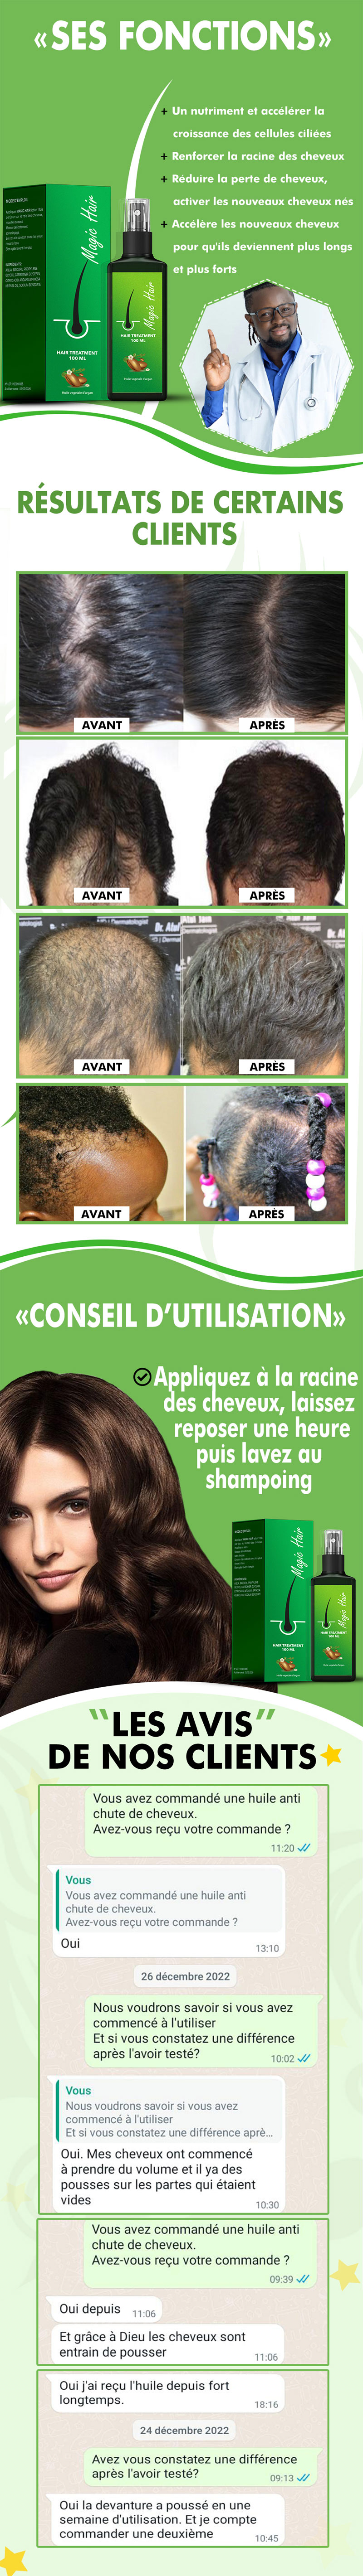 «SES FONCTIONS»
+ Un nutriment et accélérer la
croissance des cellules ciliées
+ Renforcer la racine des cheveux
+ Réduire la perte de cheveux,
activer les nouveaux cheveux nés
+ Accélère les nouveaux cheveux
pour qu'ils deviennent plus longs
et plus forts
Magic Hair
HAIR TREATMENT
100 ML
Magic Hair
HAIR TREATMENT
100 ML
RÉSULTATS DE CERTAINS
CLIENTS
AVANT
APRÈS
AVANT
APRÈS
AVANT
APRÈS
AVANT
APRÈS
«CONSEIL D’UTILISATION»
Appliquez à la racine
des cheveux, laissez
reposer une heure
puis lavez au
shampoing
Magic Hair
HAIR TREATMENT
100 ML
Magic Hair
HAIR TREATMENT
100 ML
"LES AVIS"
DE NOS CLIENTS
Vous avez commandé une huile anti
chute de cheveux.
Avez-vous reçu votre commande ?
11:20
Vous
Vous avez commandé une huile anti
chute de cheveux.
Avez-vous reçu votre commande ?
Oui
13:10
26 décembre 2022
Nous voudrons savoir si vous avez
commencé à l'utiliser
Et si vous constatez une différence
après l'avoir testé?
10:02
Vous
Nous voudrons savoir si vous avez
commencé à l'utiliser
Et si vous constatez une différence aprè...
Oui. Mes cheveux ont commencé
à prendre du volume et il ya des
pousses sur les partes qui étaient
vides
10:30
Vous avez commandé une huile anti
chute de cheveux.
Avez-vous reçu votre commande ?
09:39
Oui depuis
11:06
Et grâce à Dieu les cheveux sont
entrain de pousser
11:06
Oui j'ai reçu l'huile depuis fort
longtemps.
18:16
24 décembre 2022
Avez vous constatez une différence
après l'avoir testé?
09:13
Oui la devanture a poussé en une
semaine d'utilisation. Et je compte
commander une deuxième
10:45